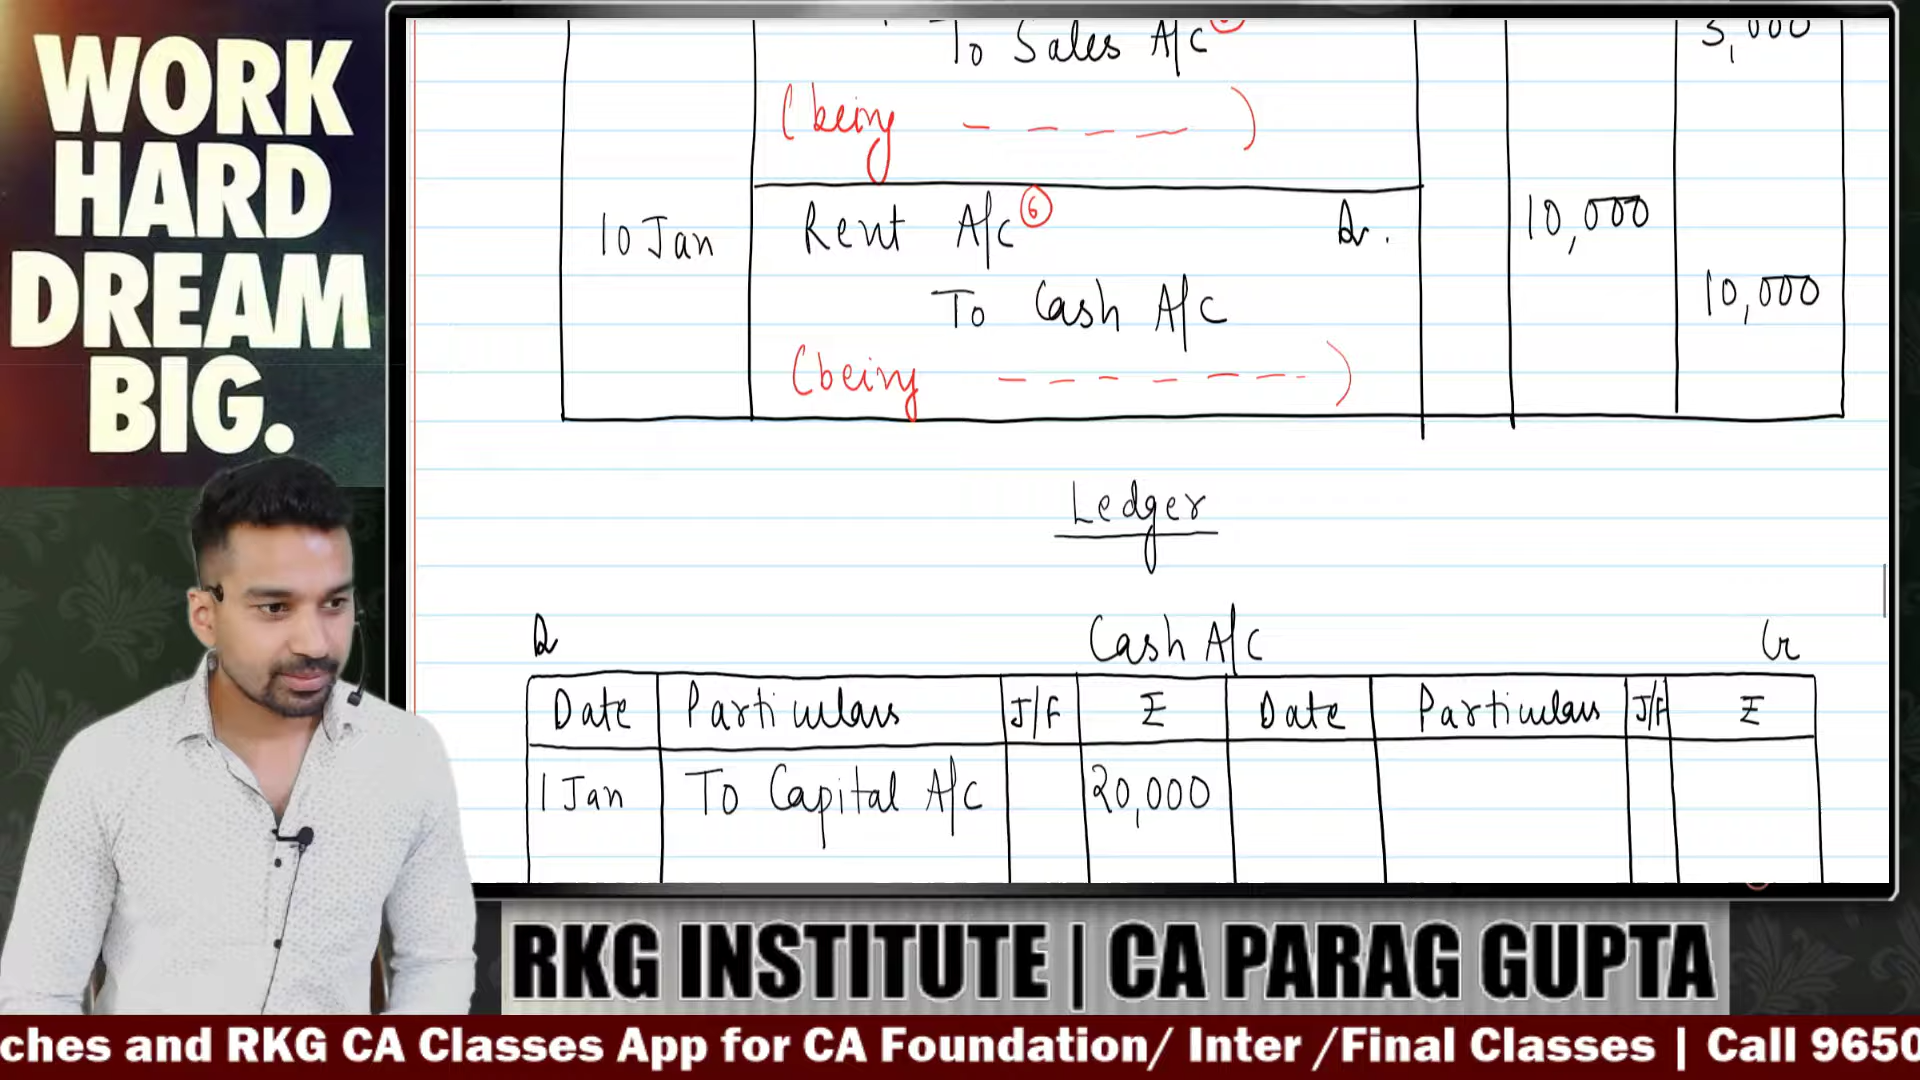 WORK
HARD
DREAM
BIG.
To Sales A/c
5,000
(being - - - - )
10 Jan Rent A/c ⑥ Dr. 10,000
To Cash A/c 10,000
(being - - - - - - - )
Ledger
Dr Cash A/c Cr
Date Particulars J/F ₹ Date Particulars J/F ₹
1 Jan To Capital A/c 20,000
RKG INSTITUTE | CA PARAG GUPTA
ches and RKG CA Classes App for CA Foundation/ Inter /Final Classes | Call 9650